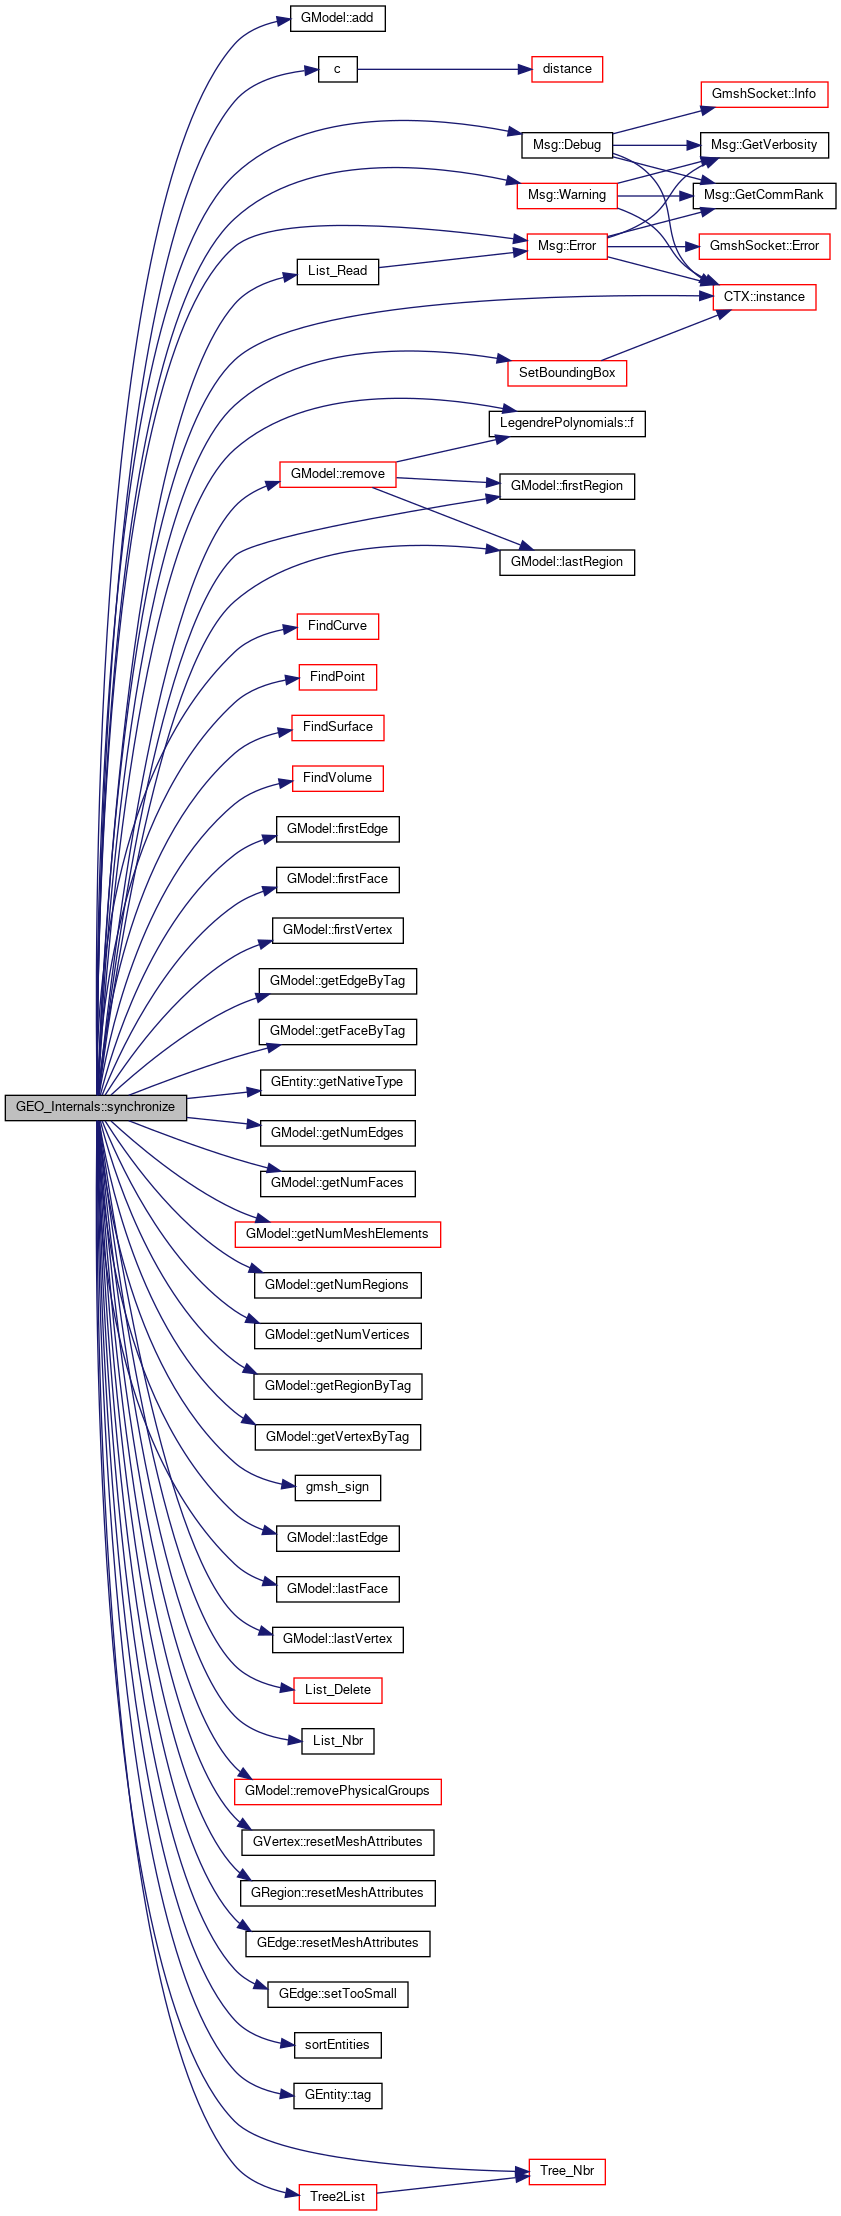 GModel::add
c
distance
GmshSocket::Info
Msg::Debug
Msg::GetVerbosity
Msg::Warning
Msg::GetCommRank
Msg::Error
GmshSocket::Error
List_Read
CTX::instance
SetBoundingBox
LegendrePolynomials::f
GModel::remove
GModel::firstRegion
GModel::lastRegion
FindCurve
FindPoint
FindSurface
FindVolume
GModel::firstEdge
GModel::firstFace
GModel::firstVertex
GModel::getEdgeByTag
GModel::getFaceByTag
GEntity::getNativeType
GEO_Internals::synchronize
GModel::getNumEdges
GModel::getNumFaces
GModel::getNumMeshElements
GModel::getNumRegions
GModel::getNumVertices
GModel::getRegionByTag
GModel::getVertexByTag
gmsh_sign
GModel::lastEdge
GModel::lastFace
GModel::lastVertex
List_Delete
List_Nbr
GModel::removePhysicalGroups
GVertex::resetMeshAttributes
GRegion::resetMeshAttributes
GEdge::resetMeshAttributes
GEdge::setTooSmall
sortEntities
GEntity::tag
Tree_Nbr
Tree2List